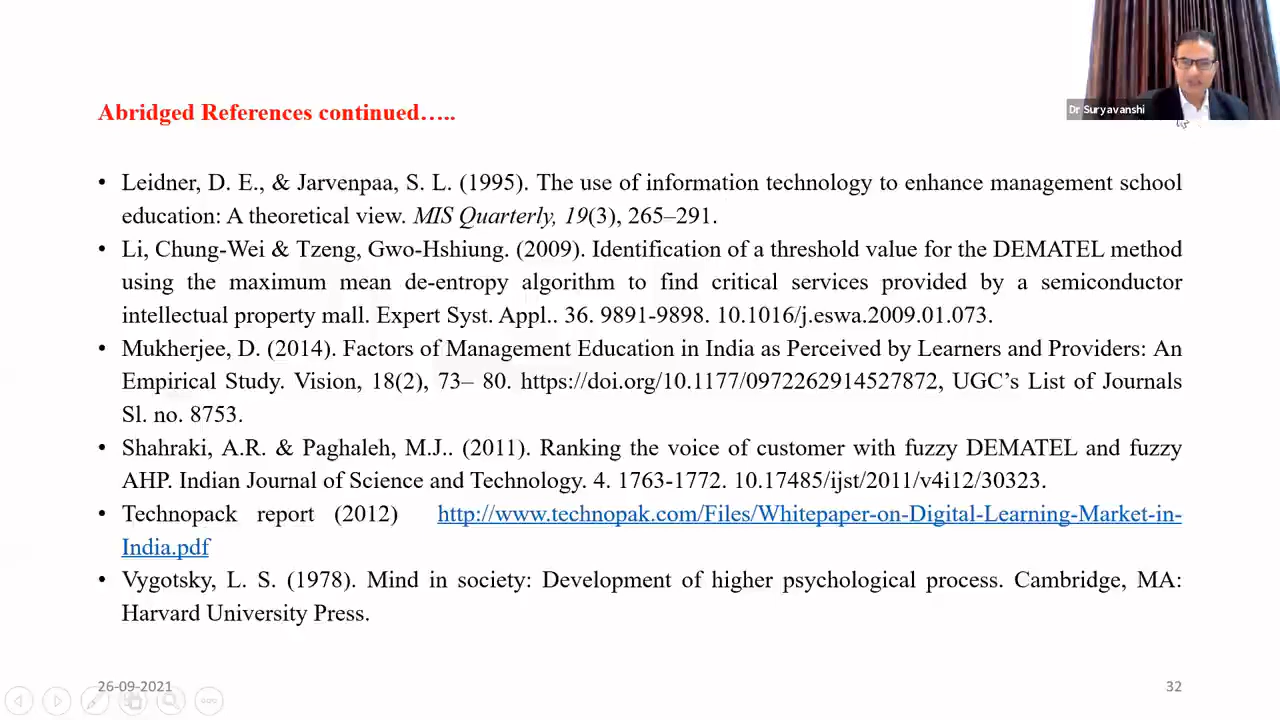 Dr Suryavanshi
Abridged References continued…..
• Leidner, D. E., & Jarvenpaa, S. L. (1995). The use of information technology to enhance management school
education: A theoretical view. MIS Quarterly, 19(3), 265–291.
• Li, Chung-Wei & Tzeng, Gwo-Hshiung. (2009). Identification of a threshold value for the DEMATEL method
using the maximum mean de-entropy algorithm to find critical services provided by a semiconductor
intellectual property mall. Expert Syst. Appl.. 36. 9891-9898. 10.1016/j.eswa.2009.01.073.
• Mukherjee, D. (2014). Factors of Management Education in India as Perceived by Learners and Providers: An
Empirical Study. Vision, 18(2), 73– 80. https://doi.org/10.1177/0972262914527872, UGC’s List of Journals
Sl. no. 8753.
• Shahraki, A.R. & Paghaleh, M.J.. (2011). Ranking the voice of customer with fuzzy DEMATEL and fuzzy
AHP. Indian Journal of Science and Technology. 4. 1763-1772. 10.17485/ijst/2011/v4i12/30323.
• Technopack report (2012) http://www.technopak.com/Files/Whitepaper-on-Digital-Learning-Market-in-
India.pdf
• Vygotsky, L. S. (1978). Mind in society: Development of higher psychological process. Cambridge, MA:
Harvard University Press.
26-09-2021
32